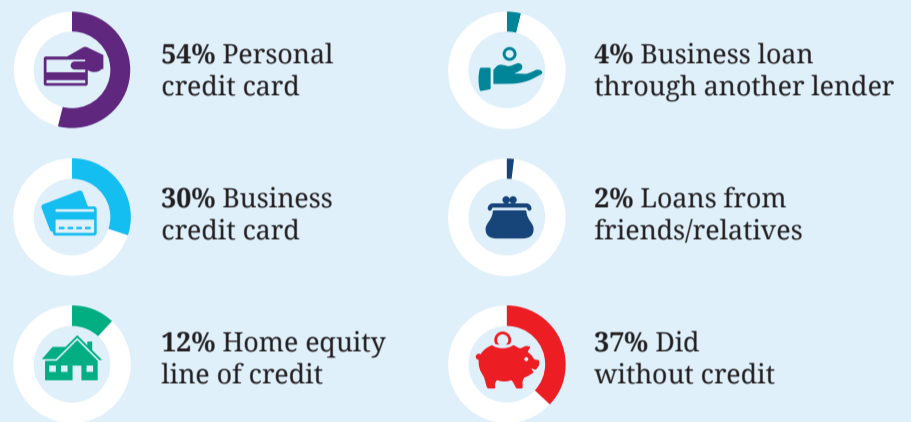 54% Personal
credit card
30% Business
credit card
12% Home equity
line of credit
4% Business loan
through another lender
2% Loans from
friends/relatives
37% Did
without credit